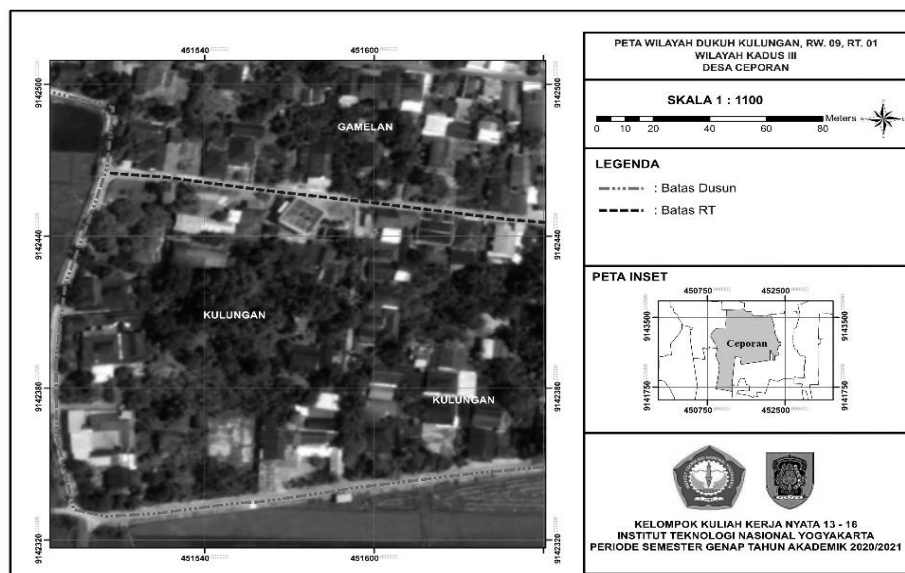 PETA WILAYAH DUKUH KULUNGAN, RW. 09, RT. 01
WILAYAH KADUS III
DESA CEPORAN
SKALA 1 : 1100
0 5 10 20 40 60 80 Meters
LEGENDA
: Batas Dusun
: Batas RT
PETA INSET
450750 452500
9143500 9143500
Ceporan
9141750 9141750
450750 452500
KELOMPOK KULIAH KERJA NYATA 13 - 16
INSTITUT TEKNOLOGI NASIONAL YOGYAKARTA
PERIODE SEMESTER GENAP TAHUN AKADEMIK 2020/2021
451540 451600
9142500 9142500
GAMELAN
9142440 9142440
KULUNGAN
9142380 9142380
KULUNGAN
9142320 9142320
451540 451600